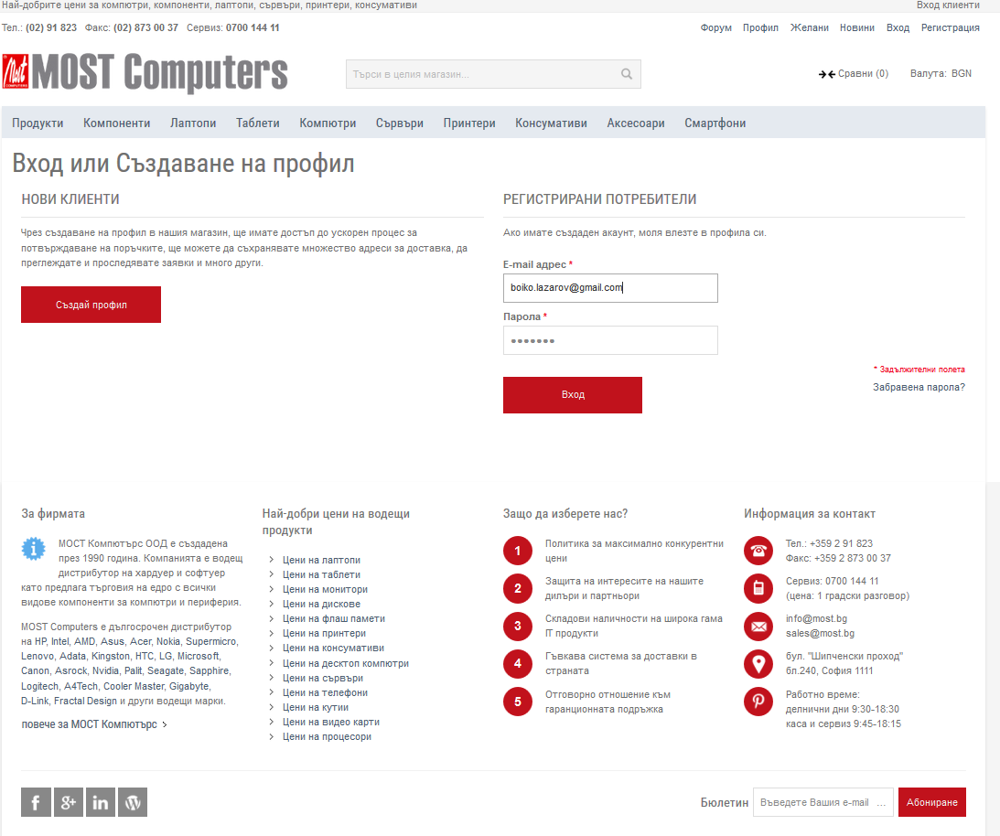 Най-добрите цени за компютри, компоненти, лаптопи, сървъри, принтери, консумативи
Вход клиенти
Тел.: (02) 91 823 Факс: (02) 873 00 37 Сервиз: 0700 144 11
Форум Профил Желани Новини Вход Регистрация
Most COMPUTERS MOST Computers
Търси в целия магазин...
Сравни (0) Валута: BGN
Продукти Компоненти Лаптопи Таблети Компютри Сървъри Принтери Консумативи Аксесоари Смартфони
Вход или Създаване на профил
НОВИ КЛИЕНТИ
Чрез създаване на профил в нашия магазин, ще имате достъп до ускорен процес за
потвърждаване на поръчките, ще можете да съхранявате множество адреси за доставка, да
преглеждате и проследявате заявки и много други.
Създай профил
РЕГИСТРИРАНИ ПОТРЕБИТЕЛИ
Ако имате създаден акаунт, моля влезте в профила си.
E-mail адрес *
boiko.lazarov@gmail.com
Парола *
•••••••
* Задължителни полета
Забравена парола?
Вход
За фирмата
МОСТ Компютърс ООД е създадена
през 1990 година. Компанията е водещ
дистрибутор на хардуер и софтуер
като предлага търговия на едро с всички
видове компоненти за компютри и периферия.
MOST Computers е дългосрочен дистрибутор
на HP, Intel, AMD, Asus, Acer, Nokia, Supermicro,
Lenovo, Adata, Kingston, HTC, LG, Microsoft,
Canon, Asrock, Nvidia, Palit, Seagate, Sapphire,
Logitech, A4Tech, Cooler Master, Gigabyte,
D-Link, Fractal Design и други водещи марки.
повече за МОСТ Компютърс >
Най-добри цени на водещи
продукти
> Цени на лаптопи
> Цени на таблети
> Цени на монитори
> Цени на дискове
> Цени на флаш памети
> Цени на принтери
> Цени на консумативи
> Цени на десктоп компютри
> Цени на сървъри
> Цени на телефони
> Цени на кутии
> Цени на видео карти
> Цени на процесори
Защо да изберете нас?
1 Политика за максимално конкурентни
цени
2 Защита на интересите на нашите
дилъри и партньори
3 Складови наличности на широка гама
IT продукти
4 Гъвкава система за доставки в
страната
5 Отговорно отношение към
гаранционната подръжка
Информация за контакт
Тел.: +359 2 91 823
Факс: +359 2 873 00 37
Сервиз: 0700 144 11
(цена: 1 градски разговор)
info@most.bg
sales@most.bg
бул. "Шипченски проход"
бл.240, София 1111
Работно време:
делнични дни 9:30-18:30
каса и сервиз 9:45-18:15
f g+ in W
Бюлетин
Въведете Вашия e-mail ...
Абониране